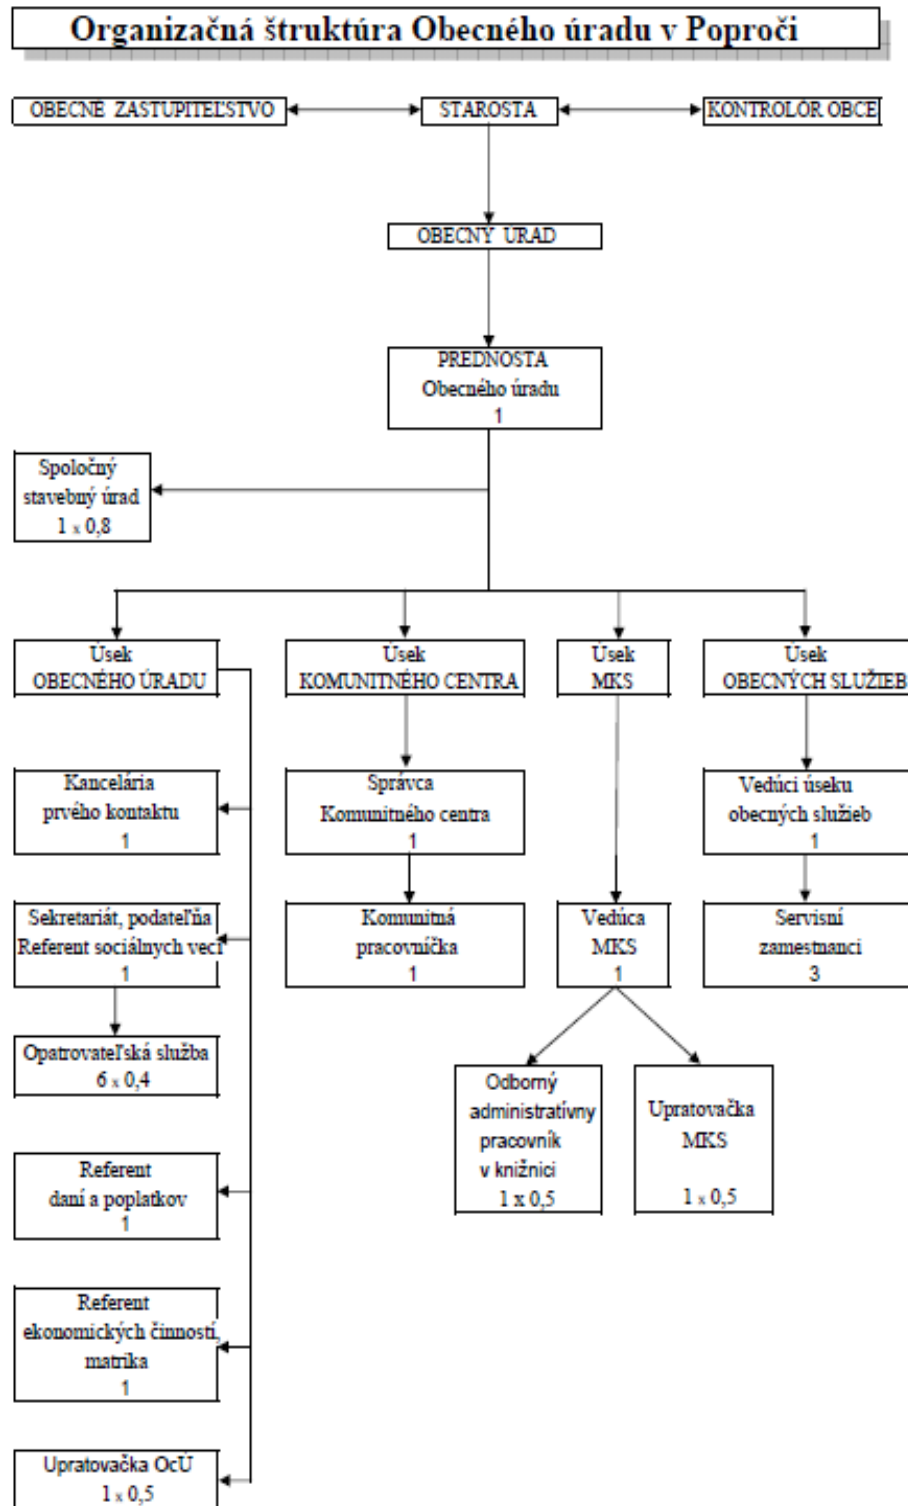 Organizačná štruktúra Obecného úradu v Poproči
OBECNÉ ZASTUPITEĽSTVO
STAROSTA
KONTROLÓR OBCE
OBECNÝ ÚRAD
PREDNOSTA
Obecného úradu
1
Spoločný
stavebný úrad
1 x 0,8
Úsek
OBECNÉHO ÚRADU
Úsek
KOMUNITNÉHO CENTRA
Úsek
MKS
Úsek
OBECNÝCH SLUŽIEB
Kancelária
prvého kontaktu
1
Správca
Komunitného centra
1
Vedúci úseku
obecných služieb
1
Sekretariát, podateľňa
Referent sociálnych vecí
1
Komunitná
pracovníčka
1
Vedúca
MKS
1
Servisní
zamestnanci
3
Opatrovateľská služba
6 x 0,4
Odborný
administratívny
pracovník
v knižnici
1 x 0,5
Upratovačka
MKS
1 x 0,5
Referent
daní a poplatkov
1
Referent
ekonomických činností,
matrika
1
Upratovačka OcÚ
1 x 0,5